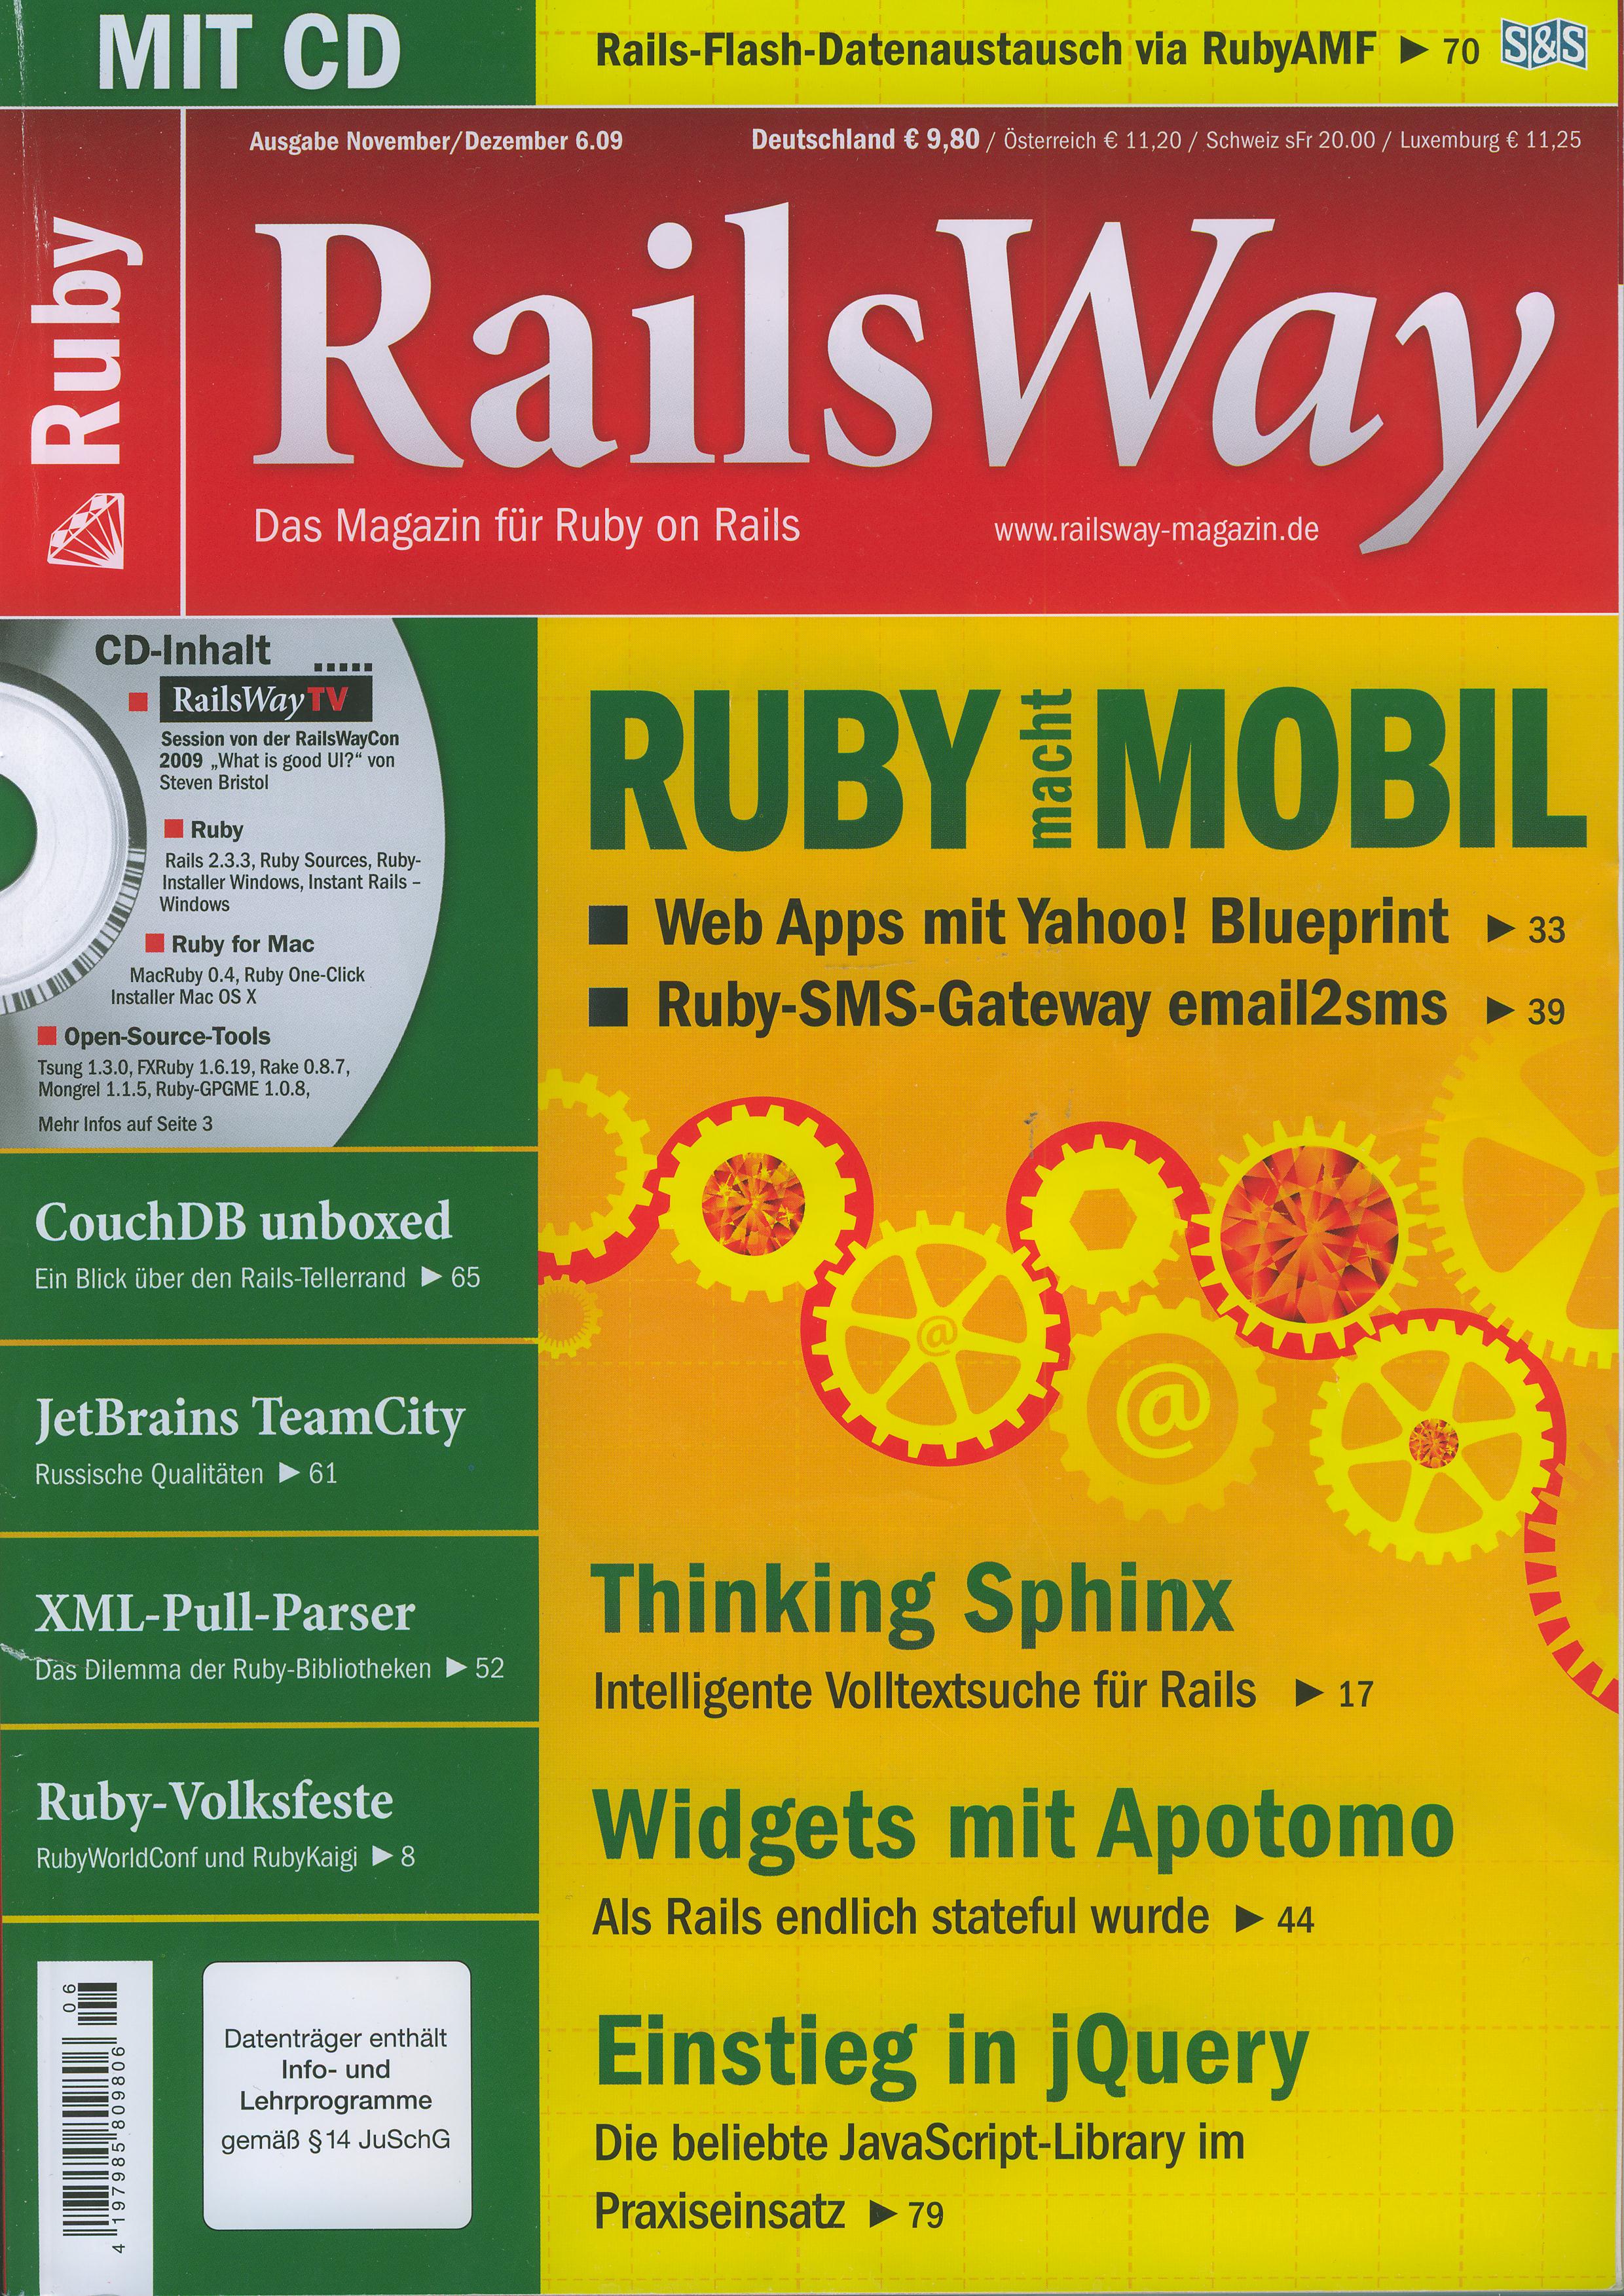 MIT CD
Rails-Flash-Datenaustausch via RubyAMF ► 70
S&S
Ruby
Ausgabe November/Dezember 6.09
Deutschland € 9,80 / Österreich € 11,20 / Schweiz sFr 20.00 / Luxemburg € 11,25
RailsWay
Das Magazin für Ruby on Rails
www.railsway-magazin.de
CD-Inhalt
RailsWayTV
Session von der RailsWayCon
2009 „What is good UI?“ von
Steven Bristol
Ruby
Rails 2.3.3, Ruby Sources, Ruby-
Installer Windows, Instant Rails –
Windows
Ruby for Mac
MacRuby 0.4, Ruby One-Click
Installer Mac OS X
Open-Source-Tools
Tsung 1.3.0, FXRuby 1.6.19, Rake 0.8.7,
Mongrel 1.1.5, Ruby-GPGME 1.0.8,
Mehr Infos auf Seite 3
CouchDB unboxed
Ein Blick über den Rails-Tellerrand ► 65
JetBrains TeamCity
Russische Qualitäten ► 61
XML-Pull-Parser
Das Dilemma der Ruby-Bibliotheken ► 52
Ruby-Volksfeste
RubyWorldConf und RubyKaigi ► 8
06
4 197985 809806
Datenträger enthält
Info- und
Lehrprogramme
gemäß § 14 JuSchG
RUBY macht MOBIL
■ Web Apps mit Yahoo! Blueprint ► 33
■ Ruby-SMS-Gateway email2sms ► 39
@
@
Thinking Sphinx
Intelligente Volltextsuche für Rails ► 17
Widgets mit Apotomo
Als Rails endlich stateful wurde ► 44
Einstieg in jQuery
Die beliebte JavaScript-Library im
Praxiseinsatz ► 79